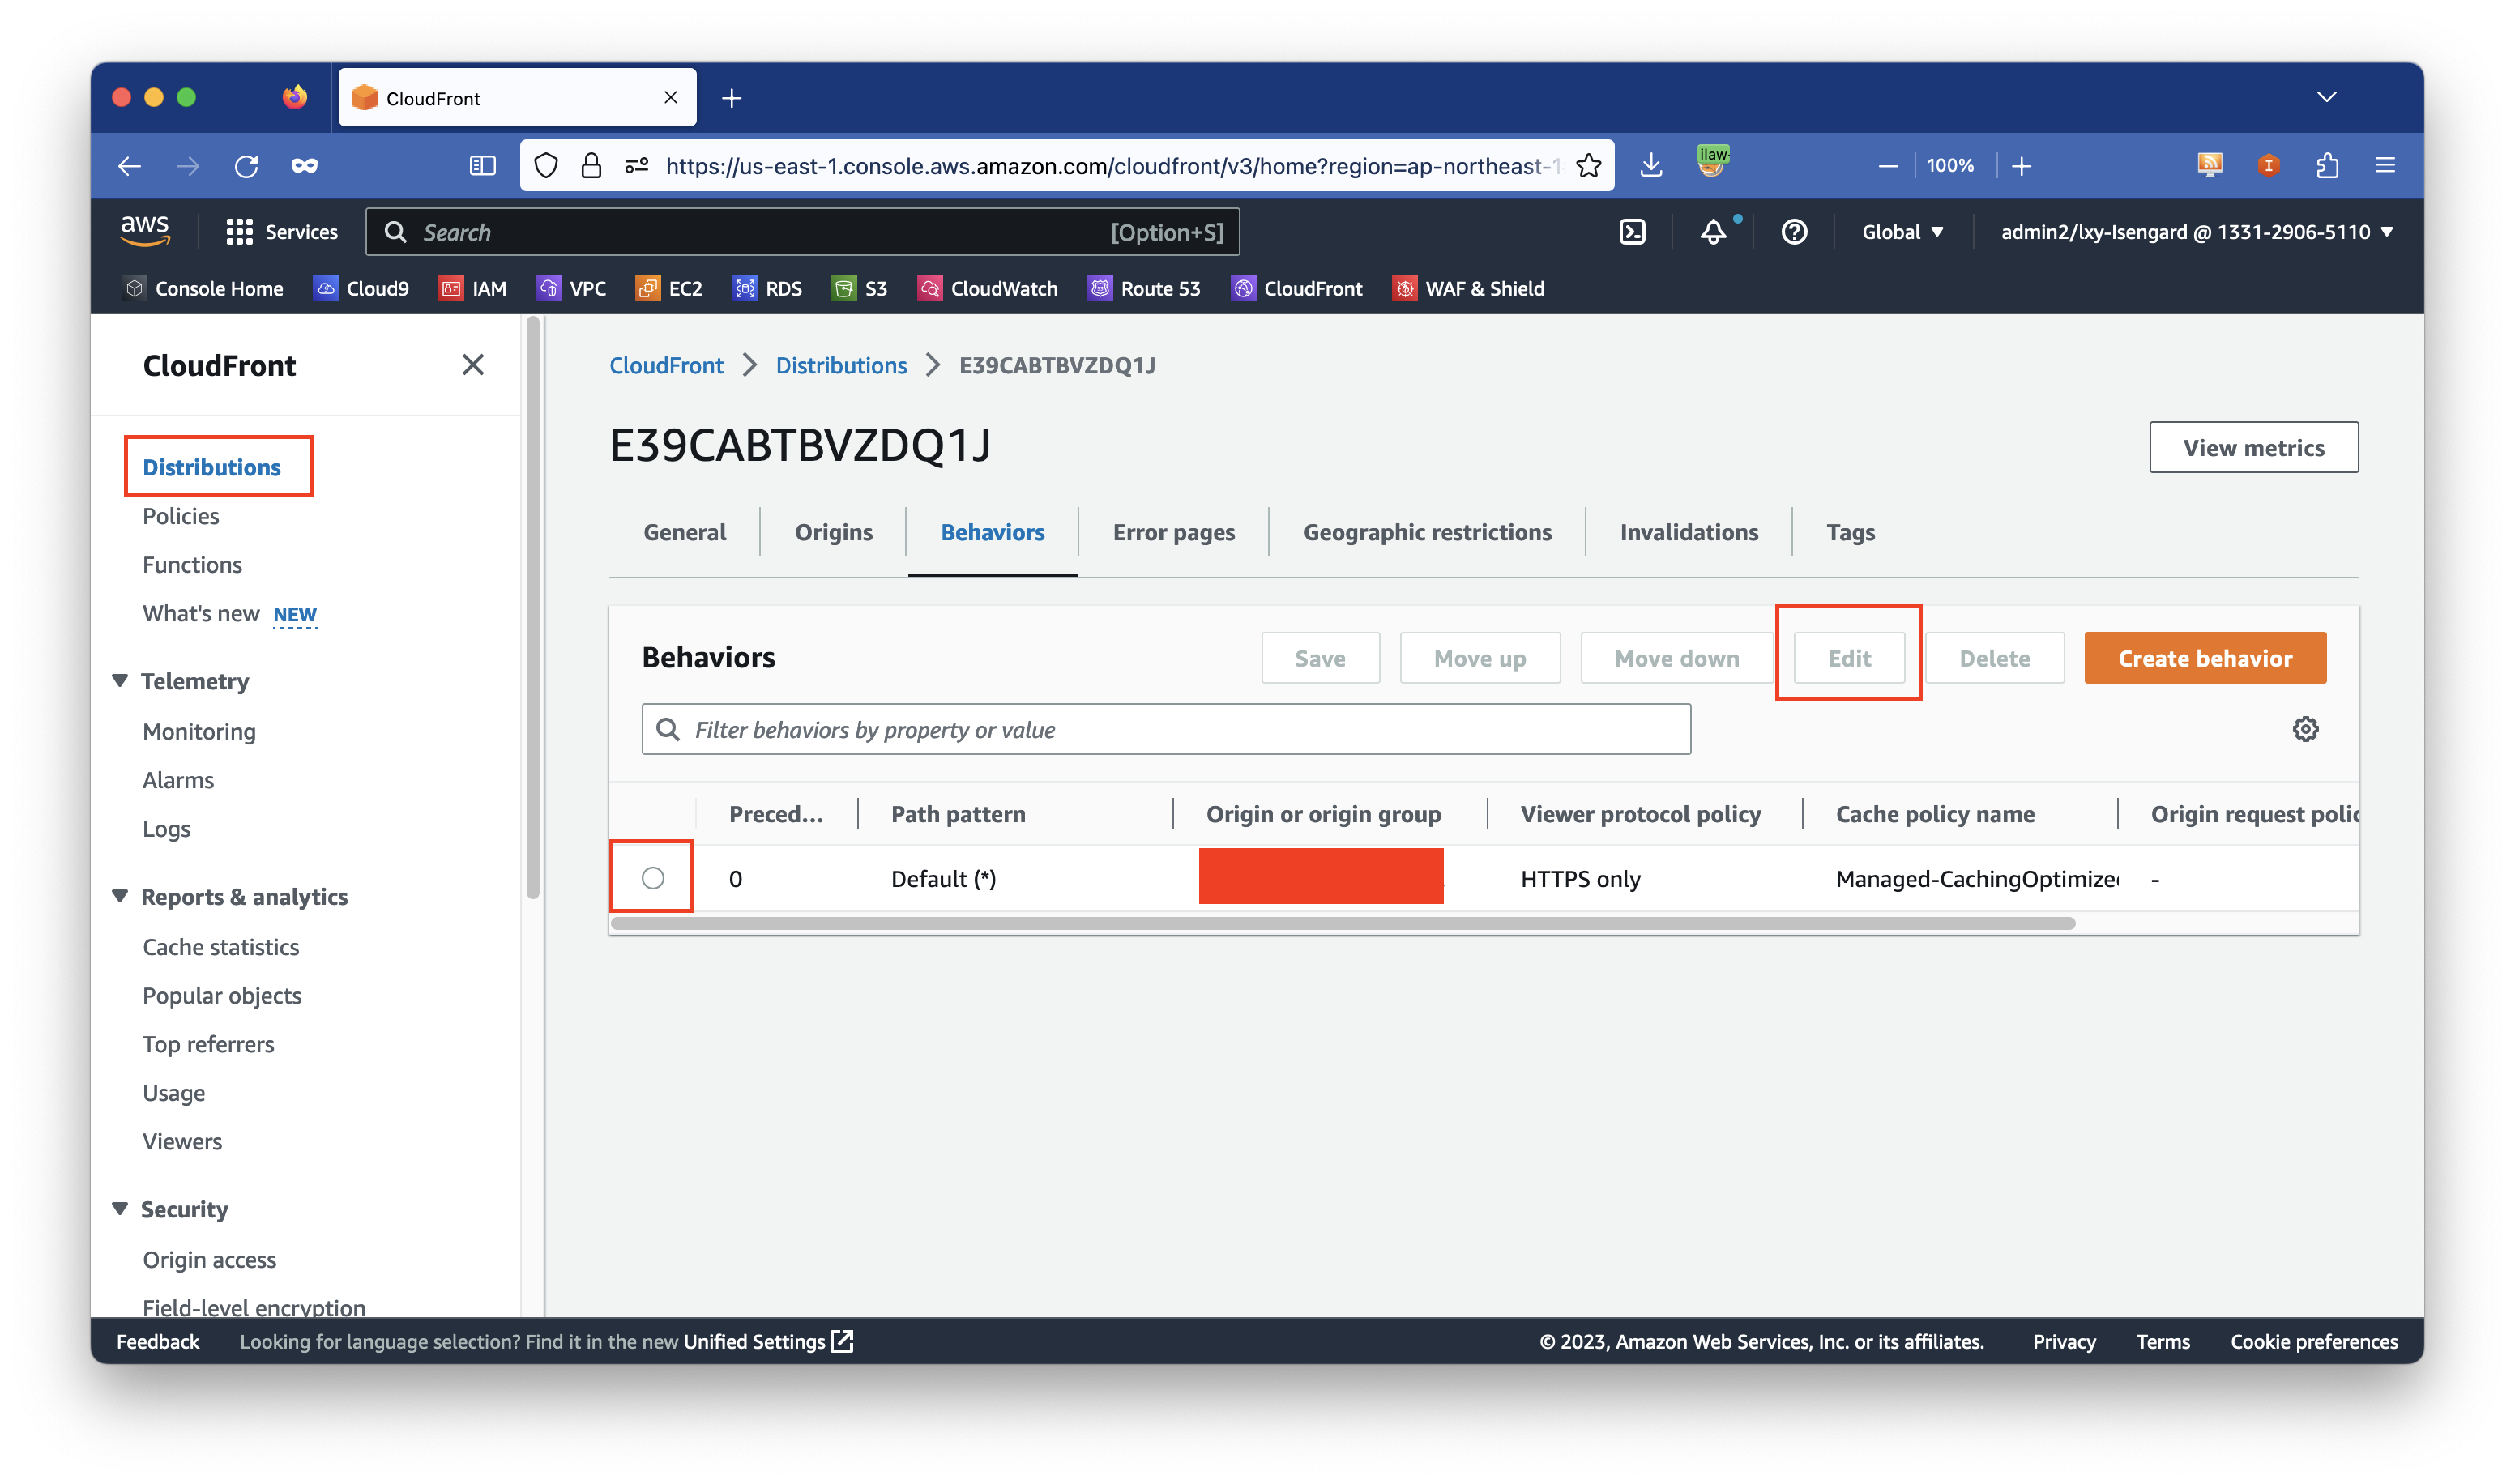 CloudFront
https://us-east-1.console.aws.amazon.com/cloudfront/v3/home?region=ap-northeast-1
ilaw
100%
aws
Services
Search
[Option+S]
Global
admin2/lxy-Isengard @ 1331-2906-5110
Console Home
Cloud9
IAM
VPC
EC2
RDS
S3
CloudWatch
Route 53
CloudFront
WAF & Shield
CloudFront
Distributions
Policies
Functions
What's new NEW
Telemetry
Monitoring
Alarms
Logs
Reports & analytics
Cache statistics
Popular objects
Top referrers
Usage
Viewers
Security
Origin access
Field-level encryption
CloudFront
Distributions
E39CABTBVZDQ1J
E39CABTBVZDQ1J
View metrics
General
Origins
Behaviors
Error pages
Geographic restrictions
Invalidations
Tags
Behaviors
Save
Move up
Move down
Edit
Delete
Create behavior
Filter behaviors by property or value
Preced...
Path pattern
Origin or origin group
Viewer protocol policy
Cache policy name
Origin request polic
0
Default (*)
HTTPS only
Managed-CachingOptimize
-
Feedback
Looking for language selection? Find it in the new Unified Settings
© 2023, Amazon Web Services, Inc. or its affiliates.
Privacy
Terms
Cookie preferences